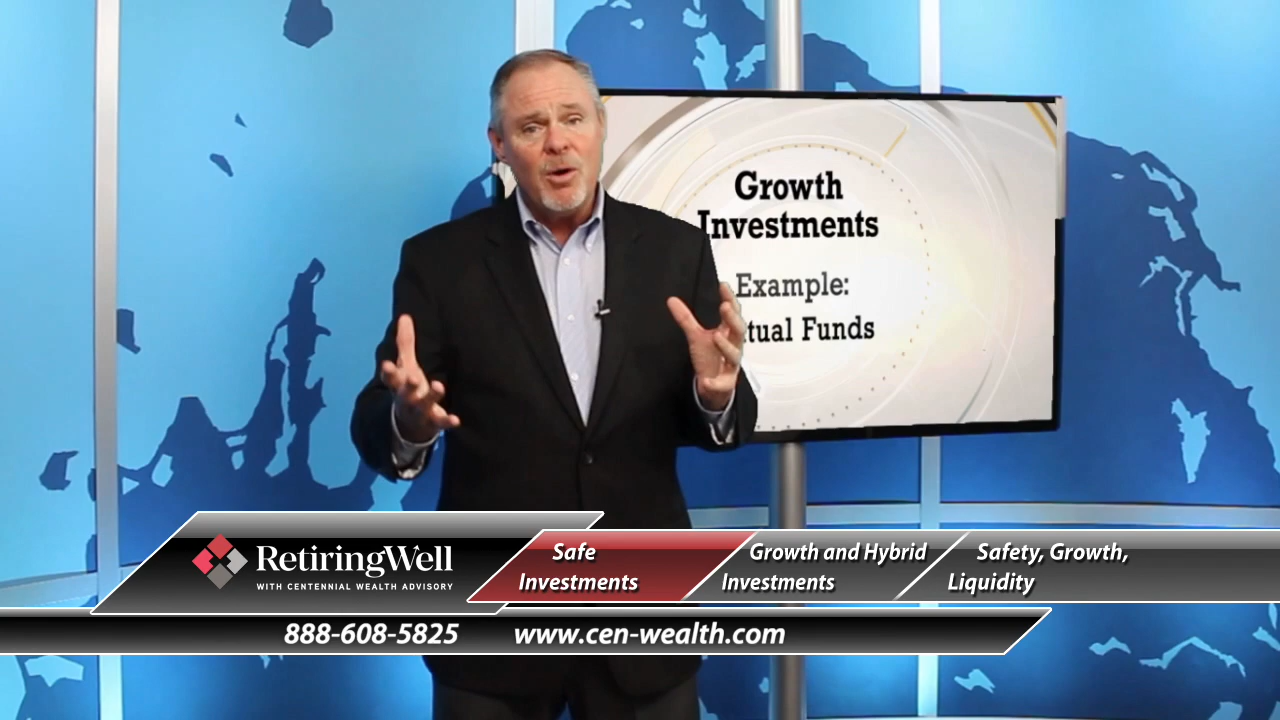 Growth
Investments
Example:
Funds
RetiringWell
WITH CENTENNIAL WEALTH ADVISORY
Safe
Investments
Growth and Hybrid
Investments
Safety, Growth,
Liquidity
888-608-5825
www.cen-wealth.com